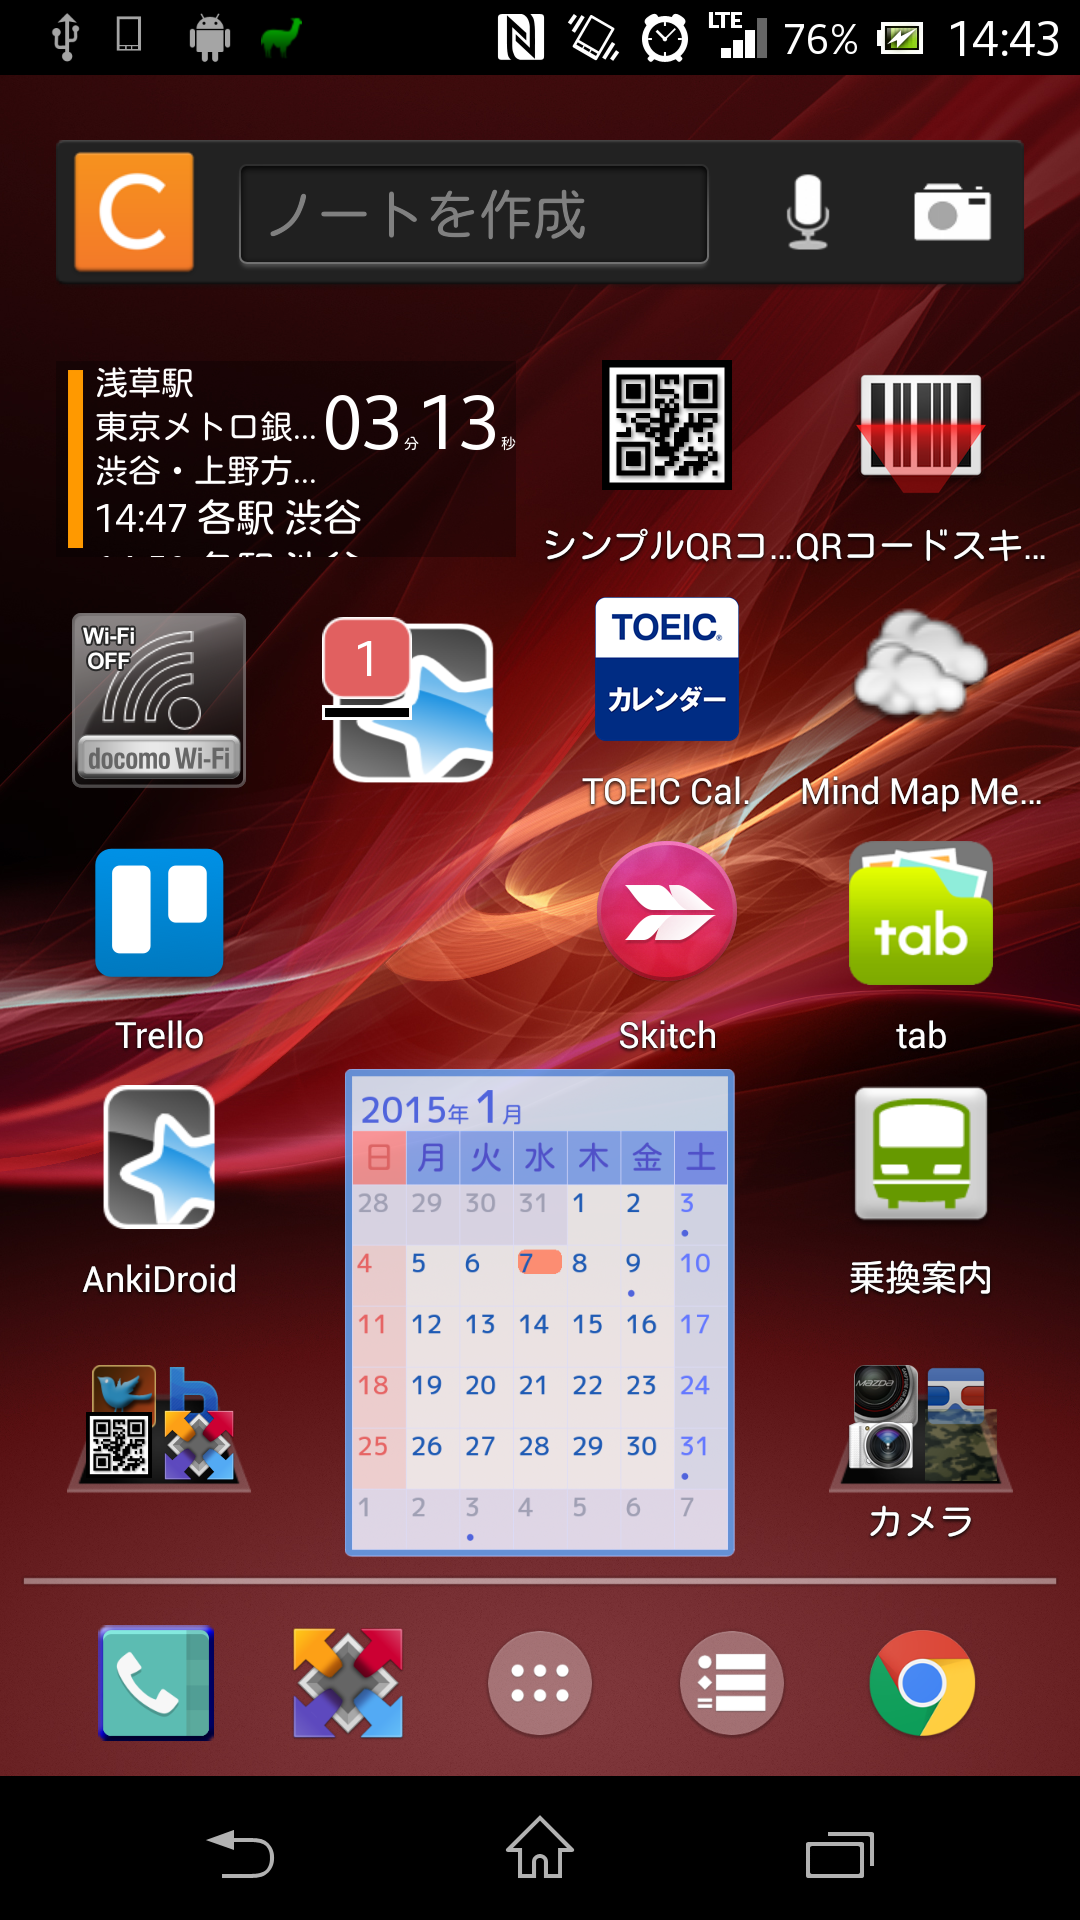 LTE
76%
14:43
C
ノートを作成
浅草駅
東京メトロ銀...
渋谷・上野方...
03分13秒
14:47 各駅 渋谷
シンプルQRコ...
QRコードスキ...
Wi-Fi
OFF
docomo Wi-Fi
1
TOEIC®
カレンダー
TOEIC Cal.
Mind Map Me...
tab
Trello
Skitch
tab
2015年 1月
日 月 火 水 木 金 土
28 29 30 31 1 2 3
4 5 6 7 8 9 10
11 12 13 14 15 16 17
18 19 20 21 22 23 24
25 26 27 28 29 30 31
1 2 3 4 5 6 7
AnkiDroid
乗換案内
MAZDA
カメラ